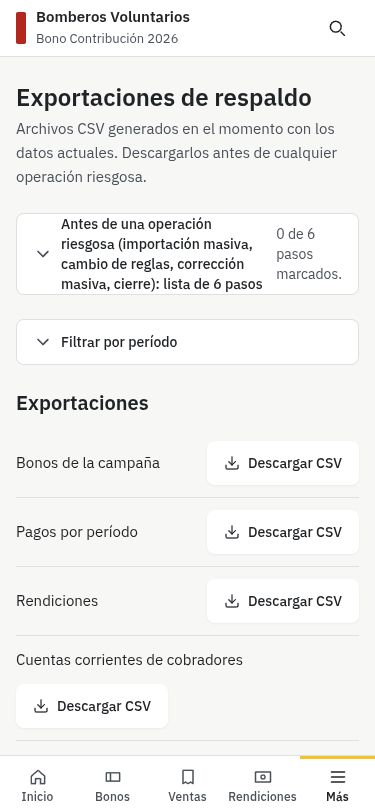 Bomberos Voluntarios
Bono Contribución 2026
Exportaciones de respaldo
Archivos CSV generados en el momento con los
datos actuales. Descargarlos antes de cualquier
operación riesgosa.
Antes de una operación
riesgosa (importación masiva,
cambio de reglas, corrección
masiva, cierre): lista de 6 pasos
0 de 6
pasos
marcados.
Filtrar por período
Exportaciones
Bonos de la campaña
Descargar CSV
Pagos por período
Descargar CSV
Rendiciones
Descargar CSV
Cuentas corrientes de cobradores
Descargar CSV
Inicio
Bonos
Ventas
Rendiciones
Más